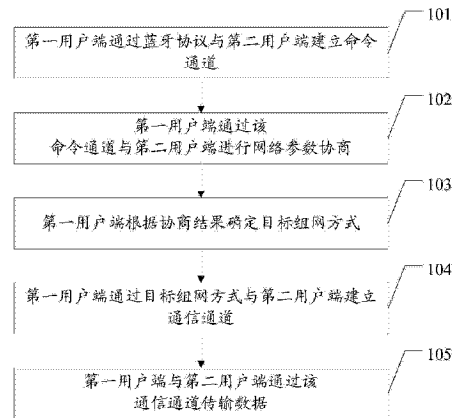 101
第一用户端通过蓝牙协议与第二用户端建立命令
通道
102
第一用户端通过该
命令通道与第二用户端进行网络参数协商
103
第一用户端根据协商结果确定目标组网方式
104
第一用户端通过目标组网方式与第二用户端建立
通信通道
105
第一用户端与第二用户端通过该
通信通道传输数据